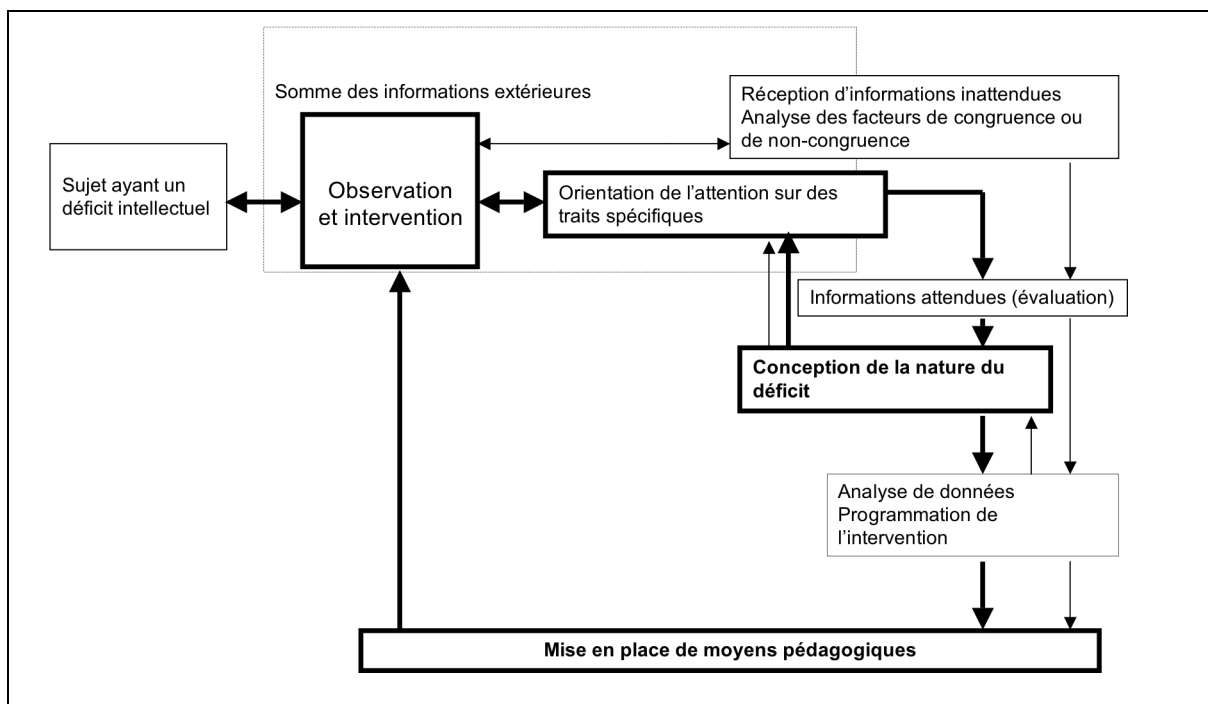 Somme des informations extérieures
Réception d’informations inattendues
Analyse des facteurs de congruence ou
de non-congruence
Sujet ayant un
déficit intellectuel
Observation
et intervention
Orientation de l’attention sur des
traits spécifiques
Informations attendues (évaluation)
Conception de la nature du
déficit
Analyse de données
Programmation de
l’intervention
Mise en place de moyens pédagogiques